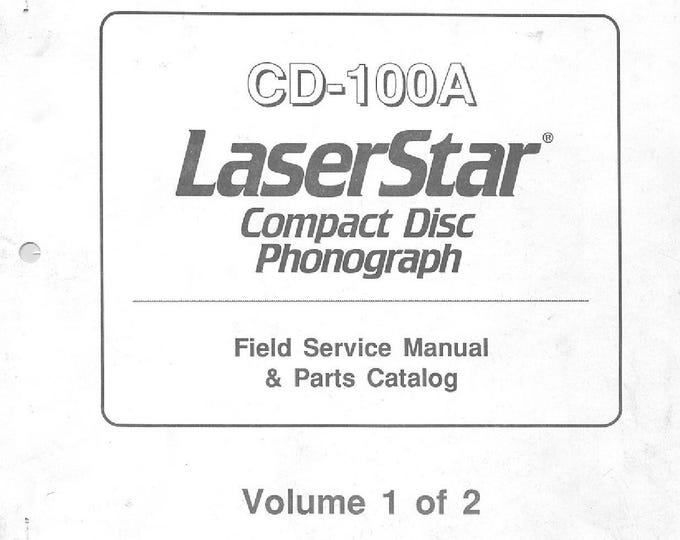 CD-100A
LaserStar®
Compact Disc
Phonograph
Field Service Manual
& Parts Catalog
Volume 1 of 2